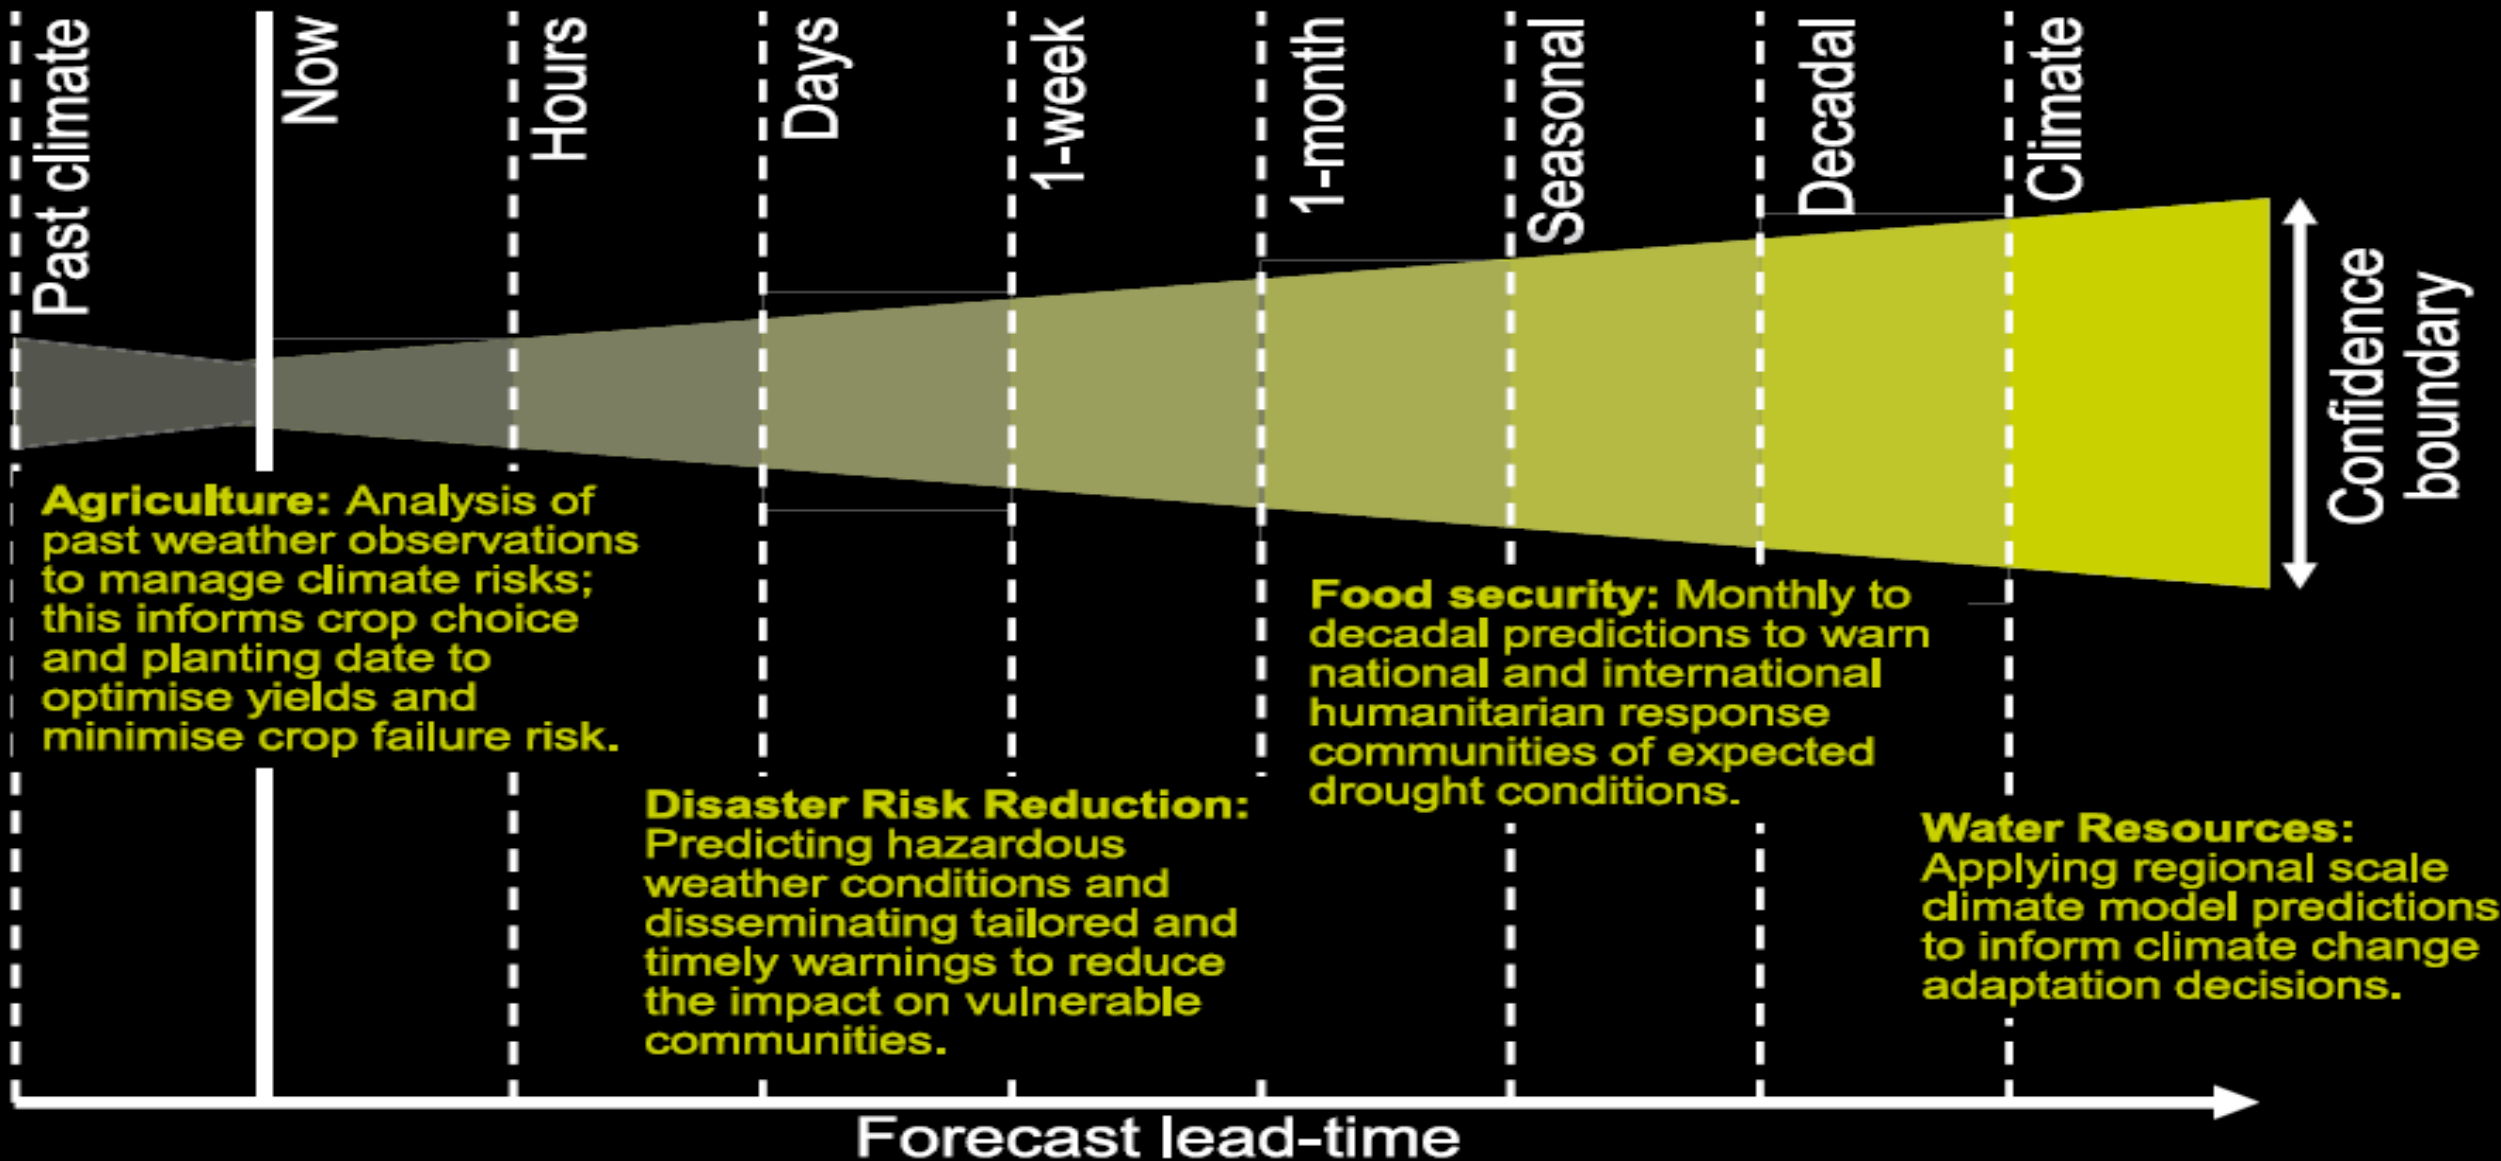 Past climate
Now
Hours
Days
1-week
1-month
Seasonal
Decadal
Climate
Confidence
boundary
Agriculture: Analysis of
past weather observations
to manage climate risks;
this informs crop choice
and planting date to
optimise yields and
minimise crop failure risk.
Disaster Risk Reduction:
Predicting hazardous
weather conditions and
disseminating tailored and
timely warnings to reduce
the impact on vulnerable
communities.
Food security: Monthly to
decadal predictions to warn
national and international
humanitarian response
communities of expected
drought conditions.
Water Resources:
Applying regional scale
climate model predictions
to inform climate change
adaptation decisions.
Forecast lead-time